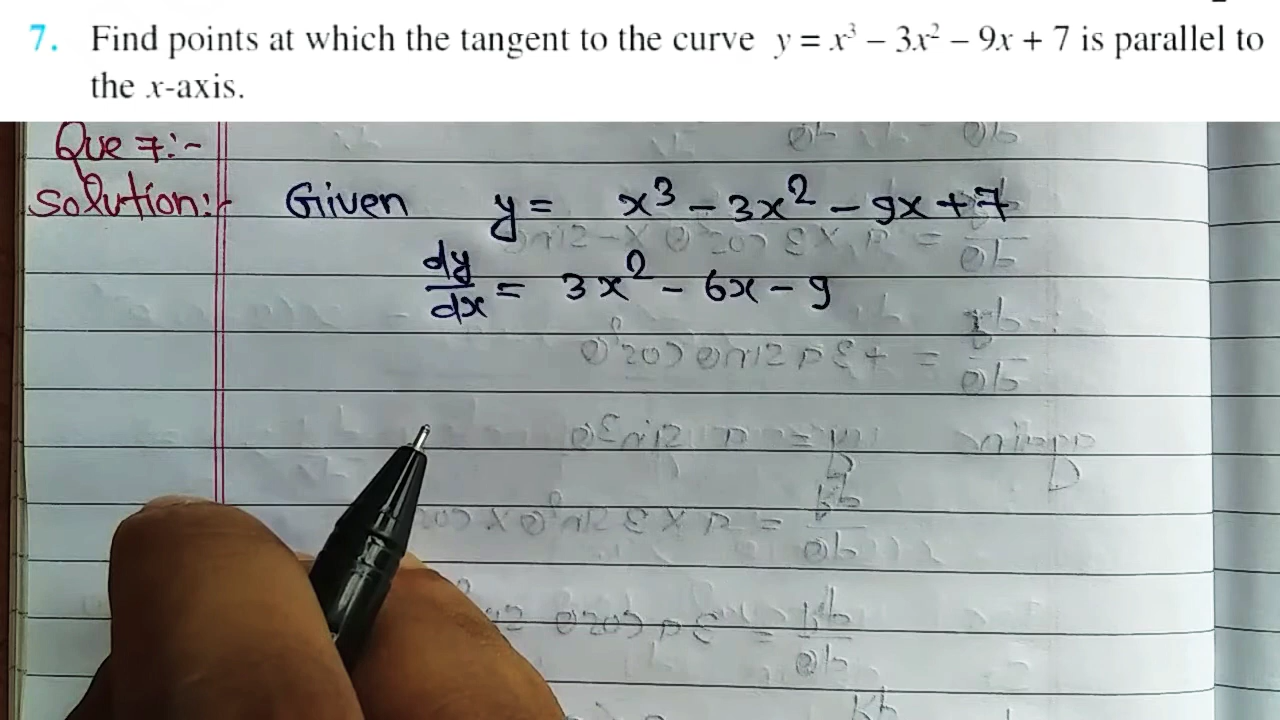 7. Find points at which the tangent to the curve y = x³ – 3x² – 9x + 7 is parallel to
the x-axis.
Que 7:-
Solution:- Given y = x³ - 3x² - 9x + 7
dy/dx = 3x² - 6x - 9